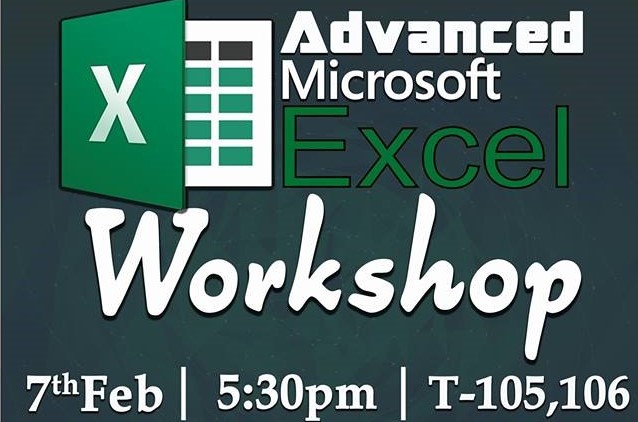 X
Advanced
Microsoft
Excel
Workshop
7thFeb | 5:30pm | T-105,106